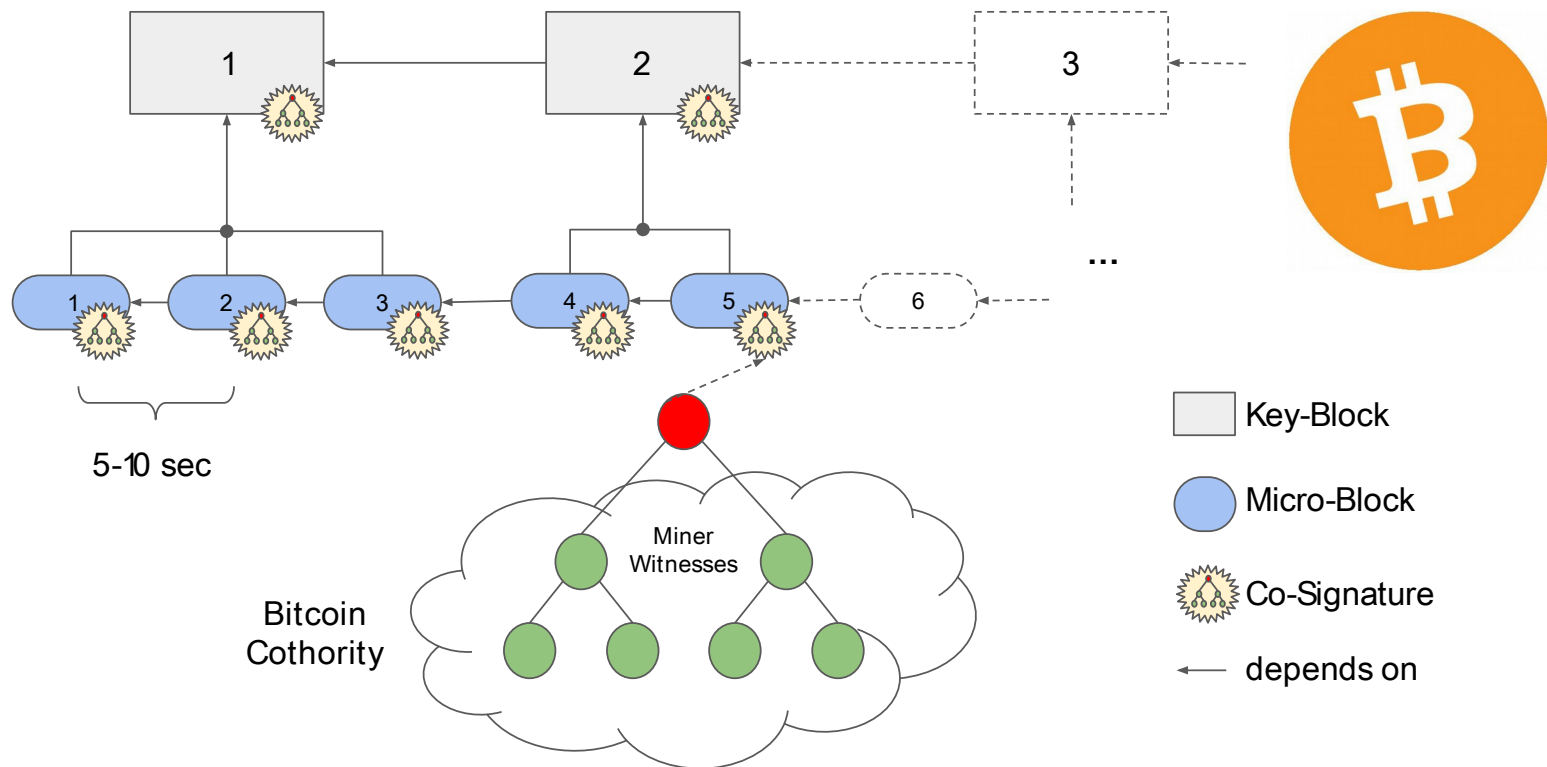 1
2
3
1
2
3
4
5
6
...
5-10 sec
Miner
Witnesses
Bitcoin
Cothority
Key-Block
Micro-Block
Co-Signature
depends on